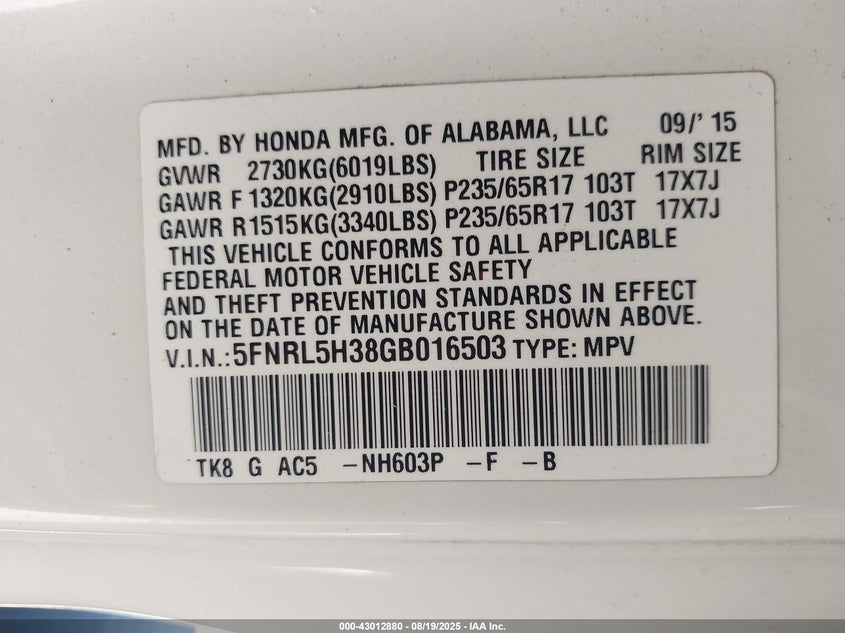 MFD. BY HONDA MFG. OF ALABAMA, LLC 09/' 15
GVWR 2730KG(6019LBS) TIRE SIZE RIM SIZE
GAWR F 1320KG(2910LBS) P235/65R17 103T 17X7J
GAWR R1515KG(3340LBS) P235/65R17 103T 17X7J
THIS VEHICLE CONFORMS TO ALL APPLICABLE
FEDERAL MOTOR VEHICLE SAFETY
AND THEFT PREVENTION STANDARDS IN EFFECT
ON THE DATE OF MANUFACTURE SHOWN ABOVE.
V.I.N.:5FNRL5H38GB016503 TYPE: MPV
TK8 G AC5 -NH603P -F -B
000-43012880 - 08/19/2025 - IAA Inc.